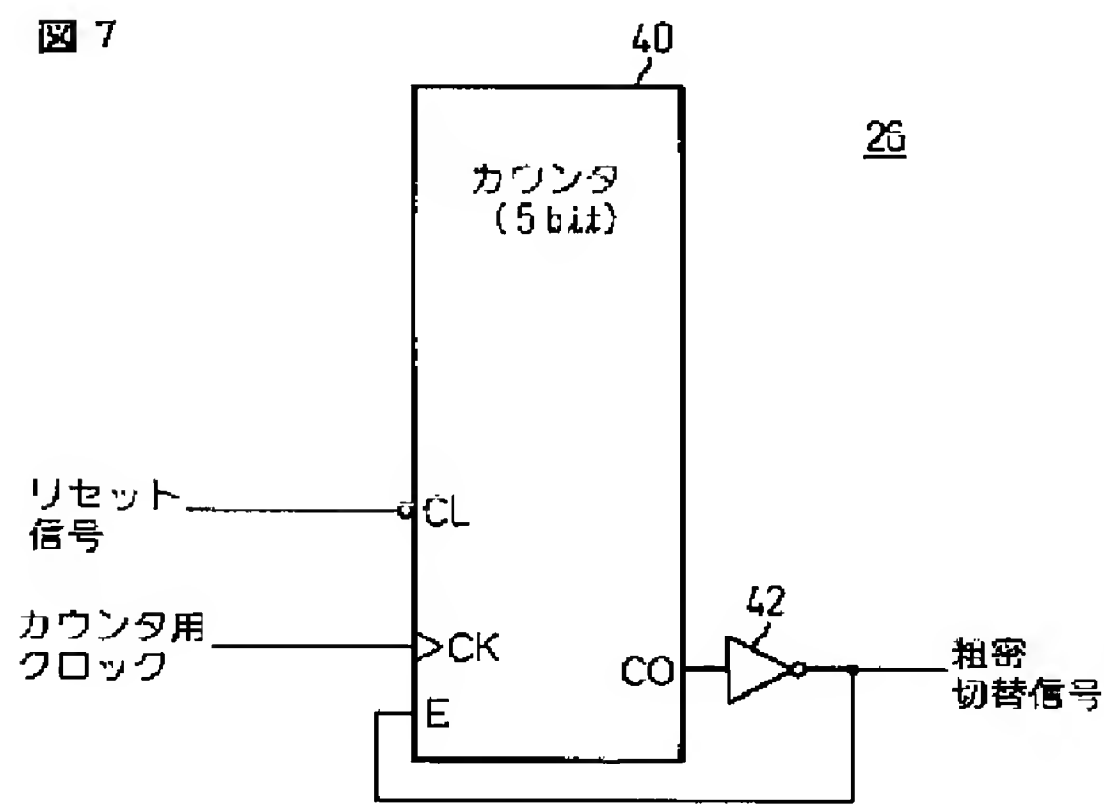 図 7
40
26
カウンタ
(5 bit)
リセット
信号
CL
カウンタ用
クロック
CK
E
CO
42
粗密
切替信号